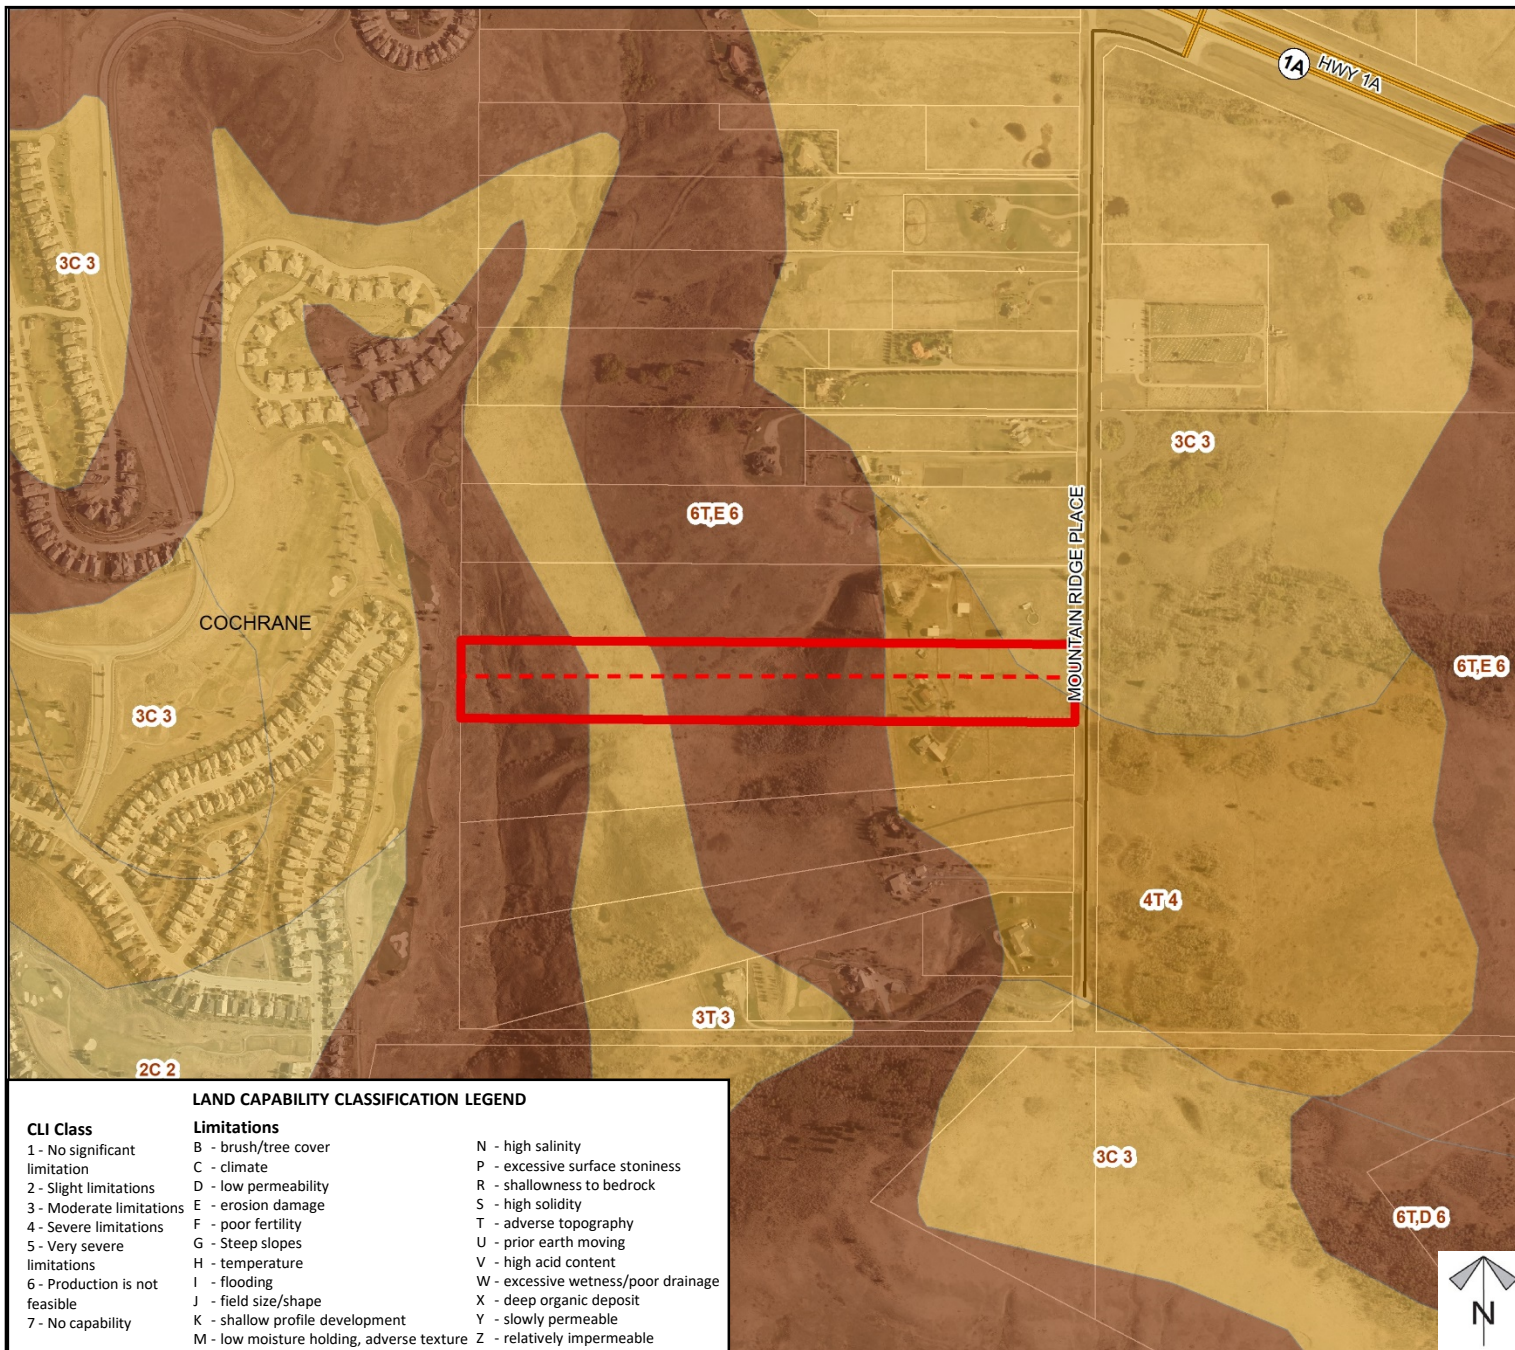 1A HWY 1A
3C 3
3C 3
6T,E 6
MOUNTAIN RIDGE PLACE
COCHRANE
6T,E 6
3C 3
4T 4
3T 3
2C 2
3C 3
6T,D 6
N
LAND CAPABILITY CLASSIFICATION LEGEND
CLI Class
1 - No significant
limitation
2 - Slight limitations
3 - Moderate limitations
4 - Severe limitations
5 - Very severe
limitations
6 - Production is not
feasible
7 - No capability
Limitations
B - brush/tree cover
C - climate
D - low permeability
E - erosion damage
F - poor fertility
G - Steep slopes
H - temperature
I - flooding
J - field size/shape
K - shallow profile development
M - low moisture holding, adverse texture
N - high salinity
P - excessive surface stoniness
R - shallowness to bedrock
S - high solidity
T - adverse topography
U - prior earth moving
V - high acid content
W - excessive wetness/poor drainage
X - deep organic deposit
Y - slowly permeable
Z - relatively impermeable